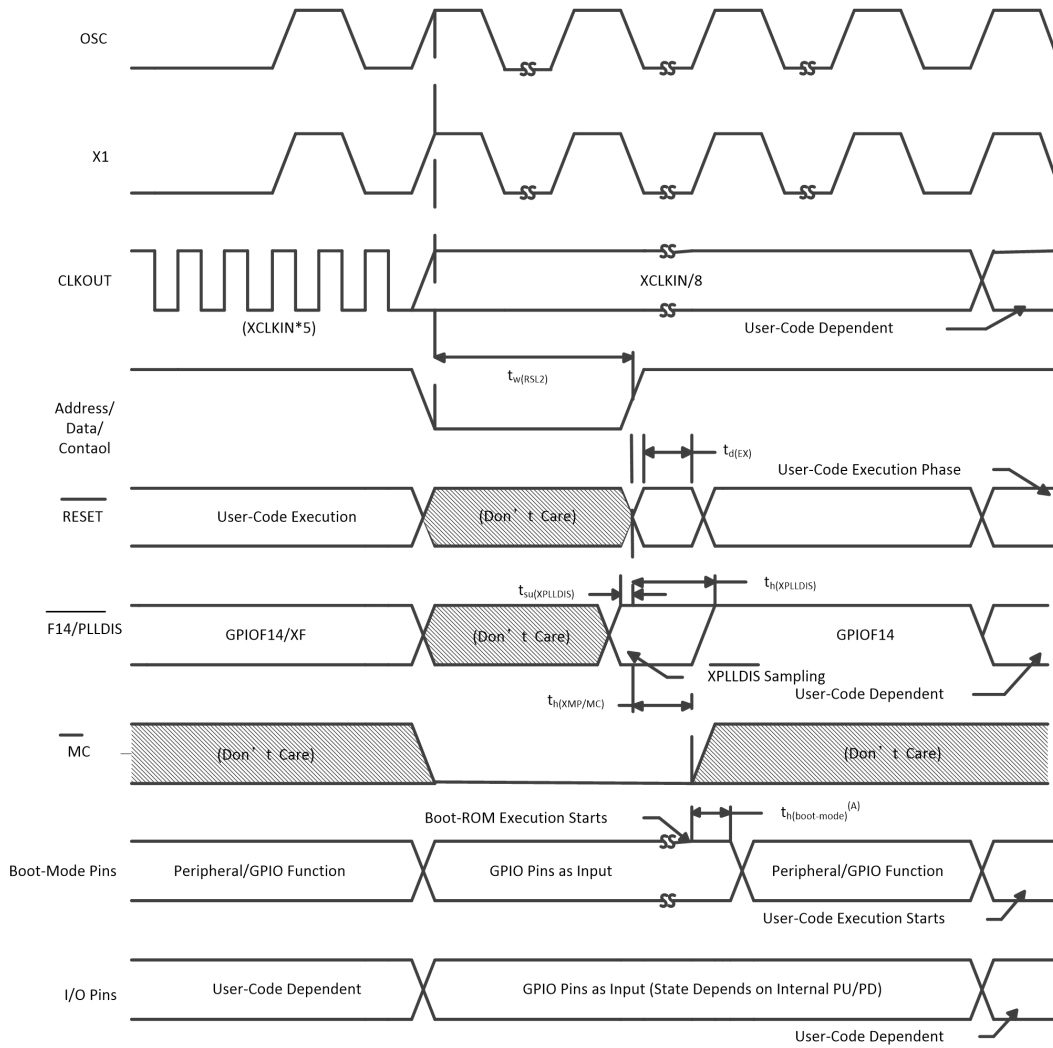 OSC
X1
CLKOUT
XCLKIN/8
(XCLKIN*5)
User-Code Dependent
tw(RSL2)
Address/
Data/
Contaol
td(EX)
User-Code Execution Phase
RESET
User-Code Execution
(Don't Care)
tsu(XPLLDIS)
th(XPLLDIS)
F14/PLLDIS
GPIOF14/XF
(Don't Care)
GPIOF14
XPLLDIS Sampling
User-Code Dependent
th(XMP/MC)
MC
(Don't Care)
(Don't Care)
Boot-ROM Execution Starts
th(boot-mode)(A)
Boot-Mode Pins
Peripheral/GPIO Function
GPIO Pins as Input
Peripheral/GPIO Function
User-Code Execution Starts
I/O Pins
User-Code Dependent
GPIO Pins as Input (State Depends on Internal PU/PD)
User-Code Dependent